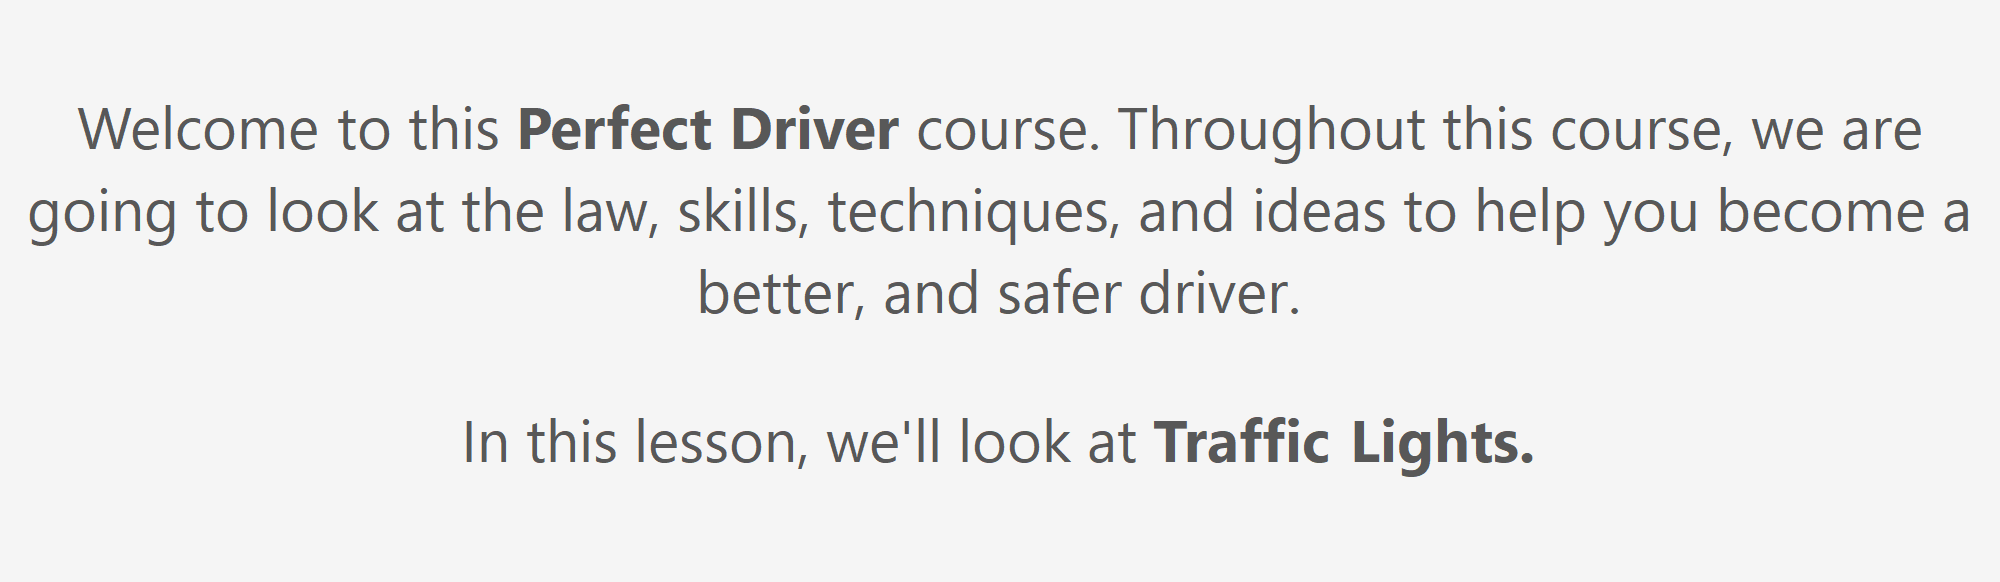 Welcome to this Perfect Driver course. Throughout this course, we are
going to look at the law, skills, techniques, and ideas to help you become a
better, and safer driver.
In this lesson, we'll look at Traffic Lights.